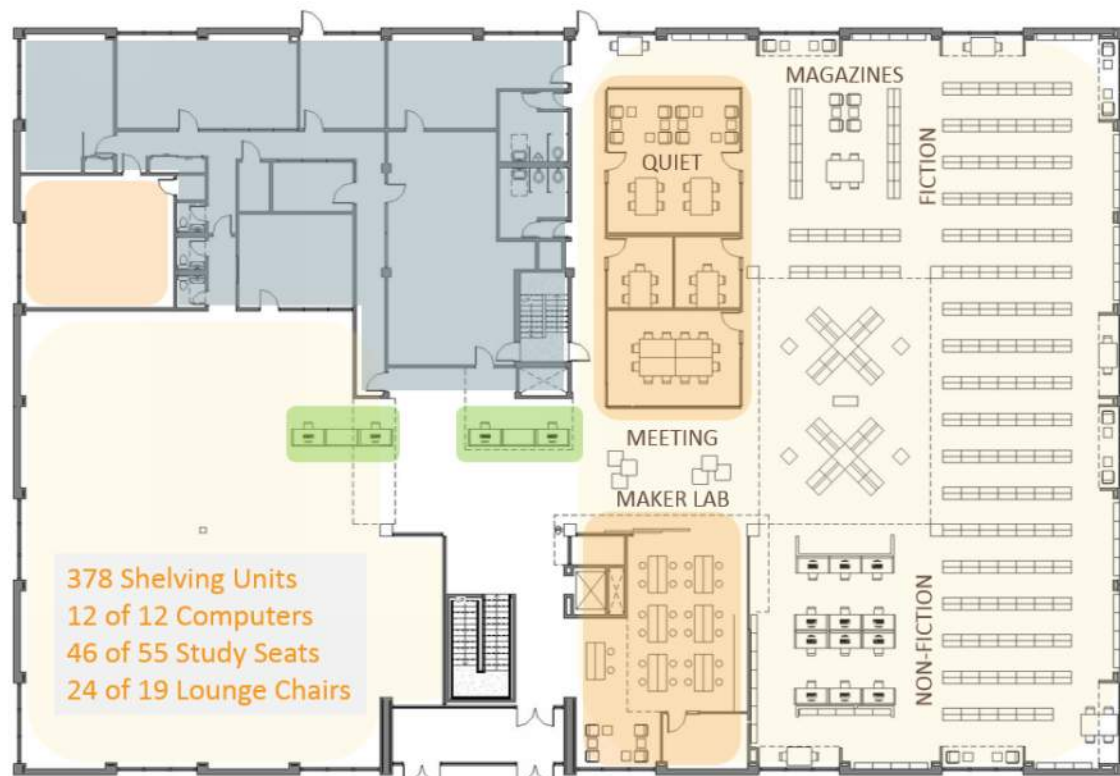 MAGAZINES
FICTION
QUIET
MEETING
MAKER LAB
NON-FICTION
378 Shelving Units
12 of 12 Computers
46 of 55 Study Seats
24 of 19 Lounge Chairs